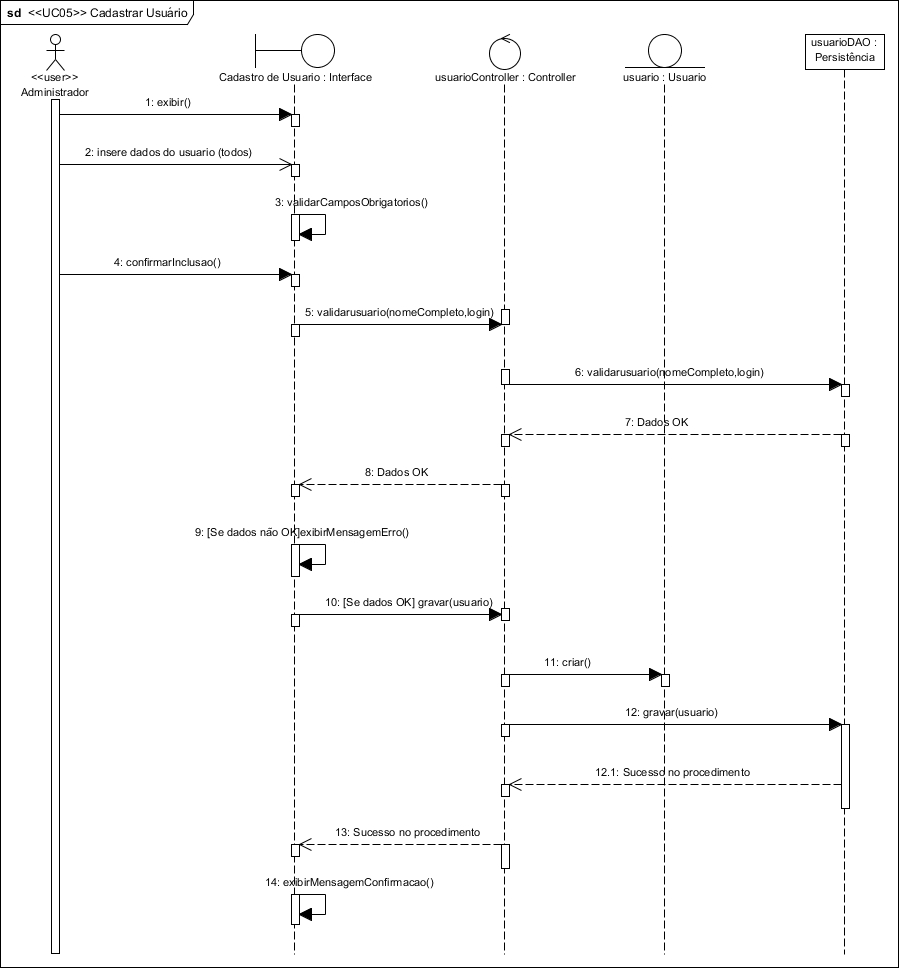 sd <<UC05>> Cadastrar Usuário
<<user>>
Administrador
Cadastro de Usuario : Interface
usuarioController : Controller
usuario : Usuario
usuarioDAO :
Persistência
1: exibir()
2: insere dados do usuario (todos)
3: validarCamposObrigatorios()
4: confirmarInclusao()
5: validarusuario(nomeCompleto,login)
6: validarusuario(nomeCompleto,login)
7: Dados OK
8: Dados OK
9: [Se dados não OK]exibirMensagemErro()
10: [Se dados OK] gravar(usuario)
11: criar()
12: gravar(usuario)
12.1: Sucesso no procedimento
13: Sucesso no procedimento
14: exibirMensagemConfirmacao()